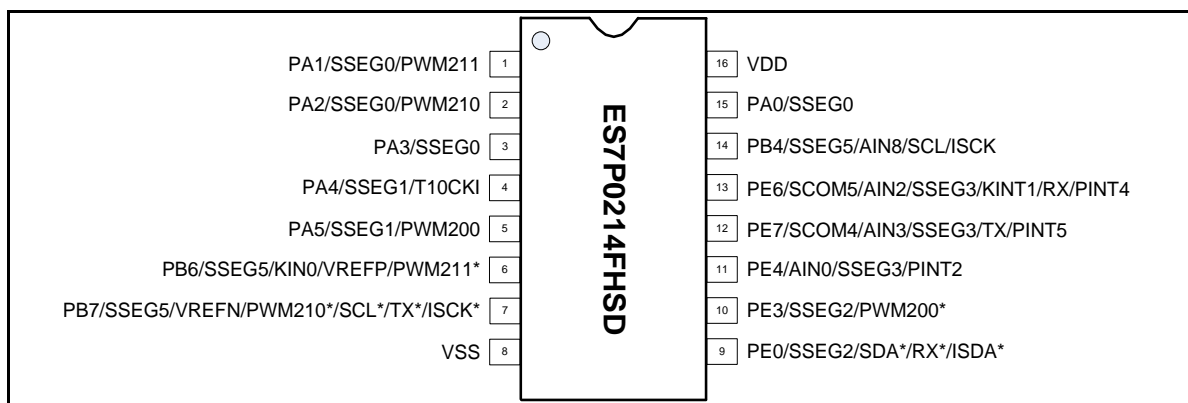 PA1/SSEG0/PWM211 1
PA2/SSEG0/PWM210 2
PA3/SSEG0 3
PA4/SSEG1/T10CKI 4
PA5/SSEG1/PWM200 5
PB6/SSEG5/KIN0/VREFP/PWM211* 6
PB7/SSEG5/VREFN/PWM210*/SCL*/TX*/ISCK* 7
VSS 8
ES7P0214FHSD
16 VDD
15 PA0/SSEG0
14 PB4/SSEG5/AIN8/SCL/ISCK
13 PE6/SCOM5/AIN2/SSEG3/KINT1/RX/PINT4
12 PE7/SCOM4/AIN3/SSEG3/TX/PINT5
11 PE4/AIN0/SSEG3/PINT2
10 PE3/SSEG2/PWM200*
9 PE0/SSEG2/SDA*/RX*/ISDA*